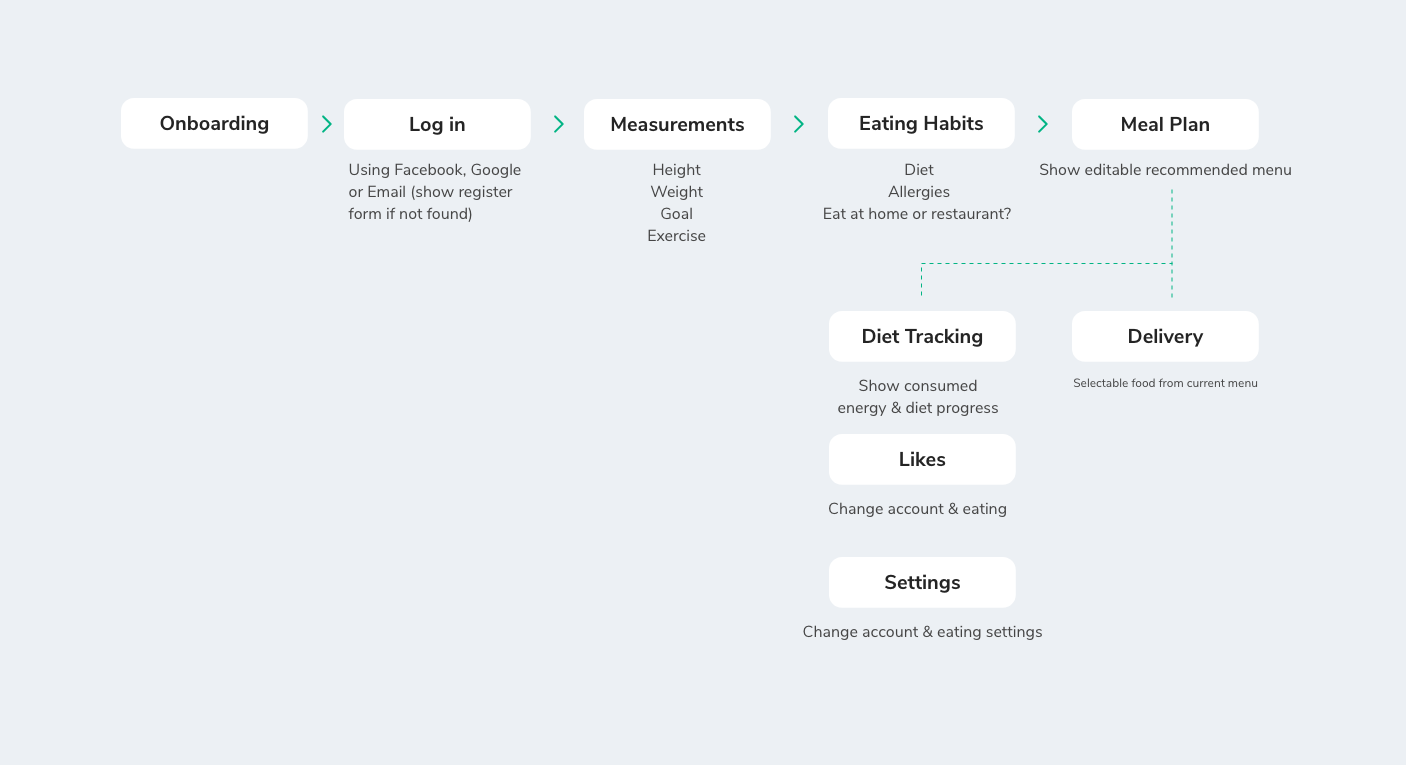 Onboarding
Log in
Measurements
Eating Habits
Meal Plan
Using Facebook, Google
or Email (show register
form if not found)
Height
Weight
Goal
Exercise
Diet
Allergies
Eat at home or restaurant?
Show editable recommended menu
Diet Tracking
Delivery
Show consumed
energy & diet progress
Selectable food from current menu
Likes
Change account & eating
Settings
Change account & eating settings